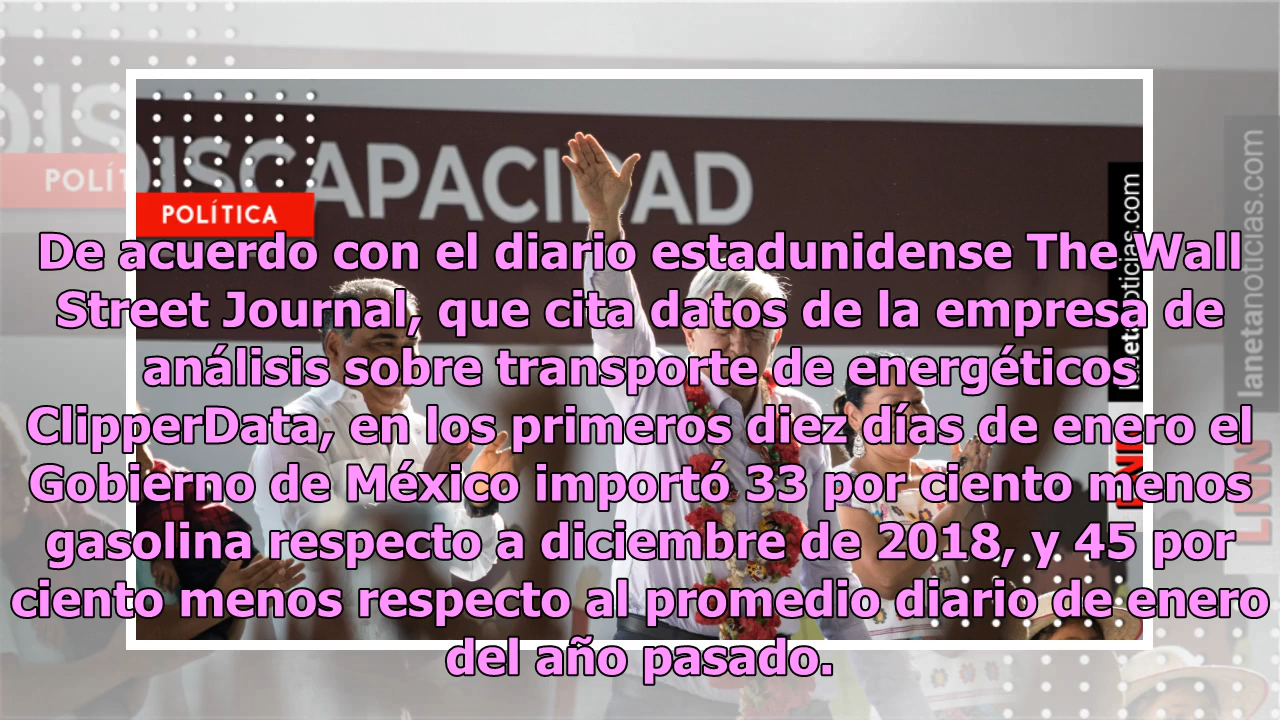 DISCAPACIDAD
POLÍTICA
De acuerdo con el diario estadunidense The Wall
Street Journal, que cita datos de la empresa de
análisis sobre transporte de energéticos
ClipperData, en los primeros diez días de enero el
Gobierno de México importó 33 por ciento menos
gasolina respecto a diciembre de 2018, y 45 por
ciento menos respecto al promedio diario de enero
del año pasado.
lanetanoticias.com
LNN